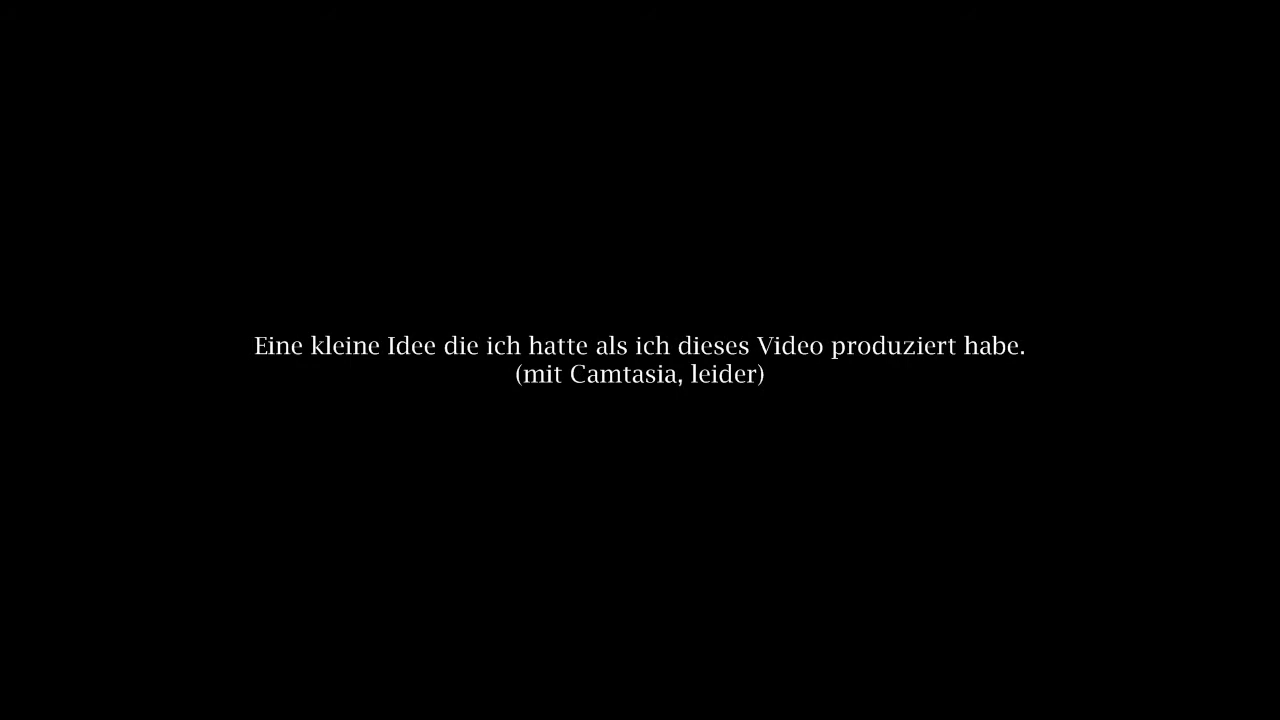 Eine kleine Idee die ich hatte als ich dieses Video produziert habe.
(mit Camtasia, leider)